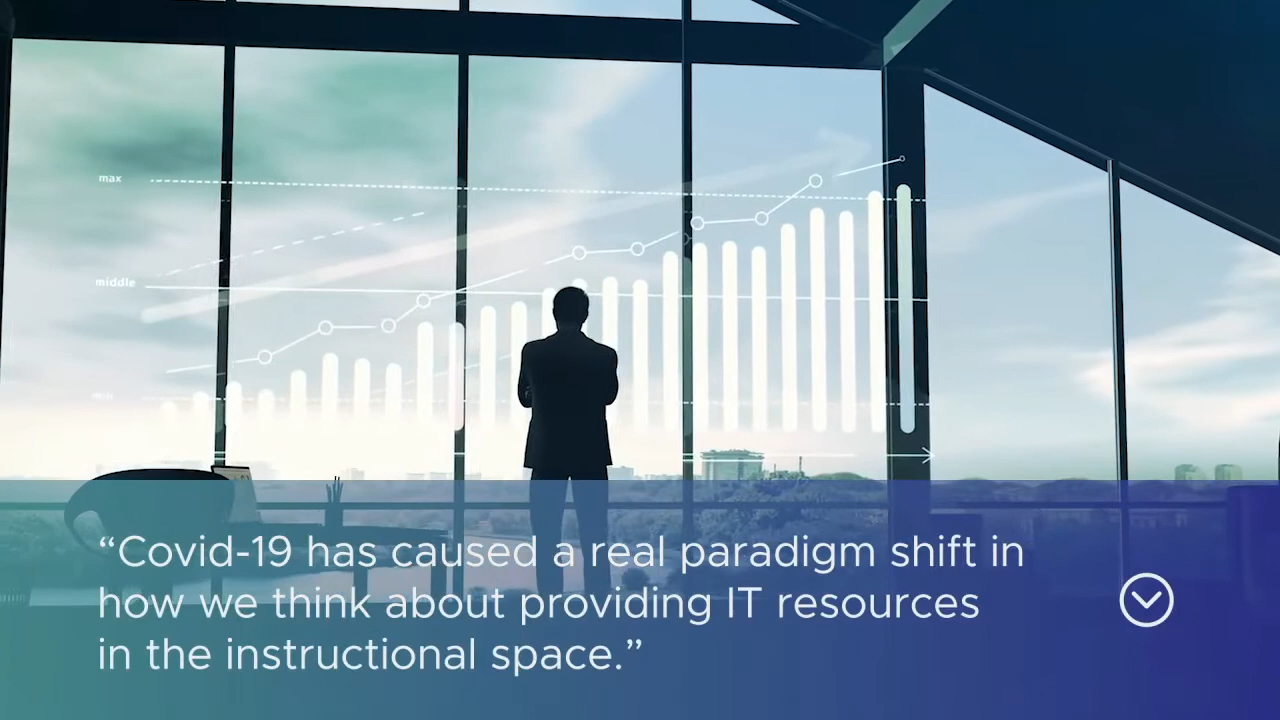 max
middle
min
“Covid-19 has caused a real paradigm shift in
how we think about providing IT resources
in the instructional space.”